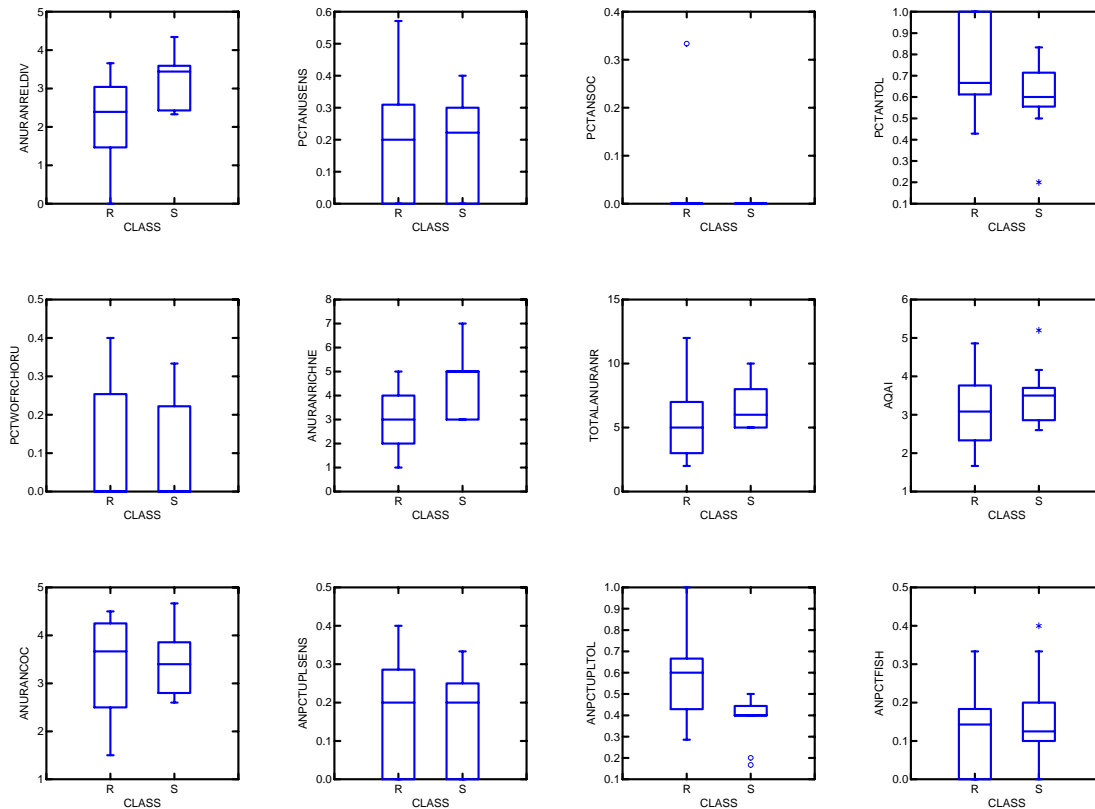 5
4
3
2
1
0
ANURANRELDIV
R S
CLASS
0.6
0.5
0.4
0.3
0.2
0.1
0.0
PCTANUSENS
R S
CLASS
0.4
0.3
0.2
0.1
0.0
PCTANSOC
R S
CLASS
1.0
0.9
0.8
0.7
0.6
0.5
0.4
0.3
0.2
0.1
PCTANTOL
R S
CLASS
0.5
0.4
0.3
0.2
0.1
0.0
PCTWOFRCHORU
R S
CLASS
8
7
6
5
4
3
2
1
0
ANURANRICHNE
R S
CLASS
15
10
5
0
TOTALANURANR
R S
CLASS
6
5
4
3
2
1
AQAI
R S
CLASS
5
4
3
2
1
ANURANCOC
R S
CLASS
0.5
0.4
0.3
0.2
0.1
0.0
ANPCTUPLSENS
R S
CLASS
1.0
0.9
0.8
0.7
0.6
0.5
0.4
0.3
0.2
0.1
ANPCTUPLTOL
R S
CLASS
0.5
0.4
0.3
0.2
0.1
0.0
ANPCTFISH
R S
CLASS